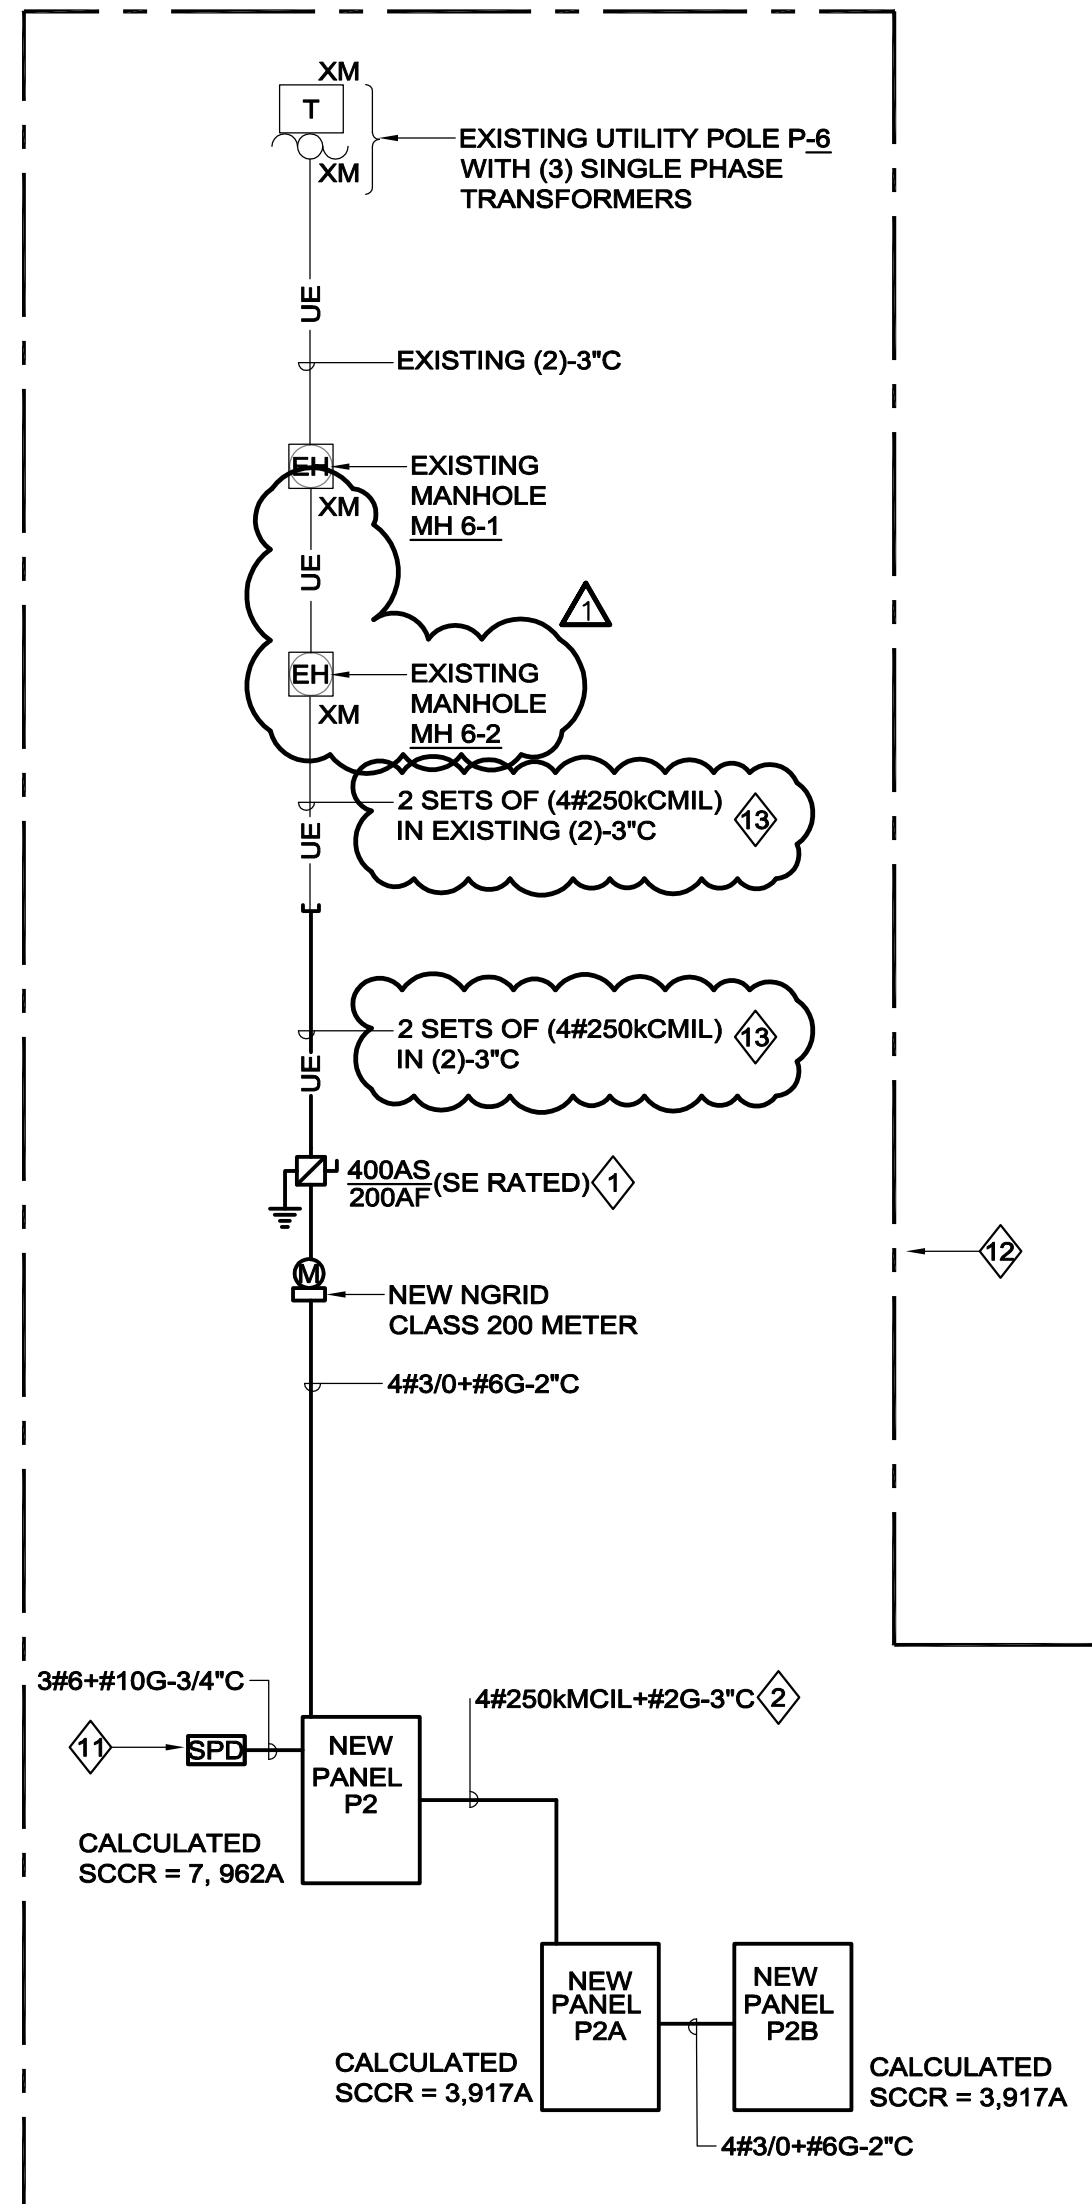 XM
T
XM
EXISTING UTILITY POLE P-6
WITH (3) SINGLE PHASE
TRANSFORMERS
UE
EXISTING (2)-3"C
EH
XM
EXISTING
MANHOLE
MH 6-1
UE
1
EH
XM
EXISTING
MANHOLE
MH 6-2
2 SETS OF (4#250kCMIL)
IN EXISTING (2)-3"C
13
UE
2 SETS OF (4#250kCMIL)
IN (2)-3"C
13
UE
400AS
200AF
(SE RATED)
1
12
M
NEW NGRID
CLASS 200 METER
4#3/0+#6G-2"C
3#6+#10G-3/4"C
4#250kMCIL+#2G-3"C
2
11
SPD
NEW
PANEL
P2
CALCULATED
SCCR = 7, 962A
NEW
PANEL
P2A
NEW
PANEL
P2B
CALCULATED
SCCR = 3,917A
CALCULATED
SCCR = 3,917A
4#3/0+#6G-2"C